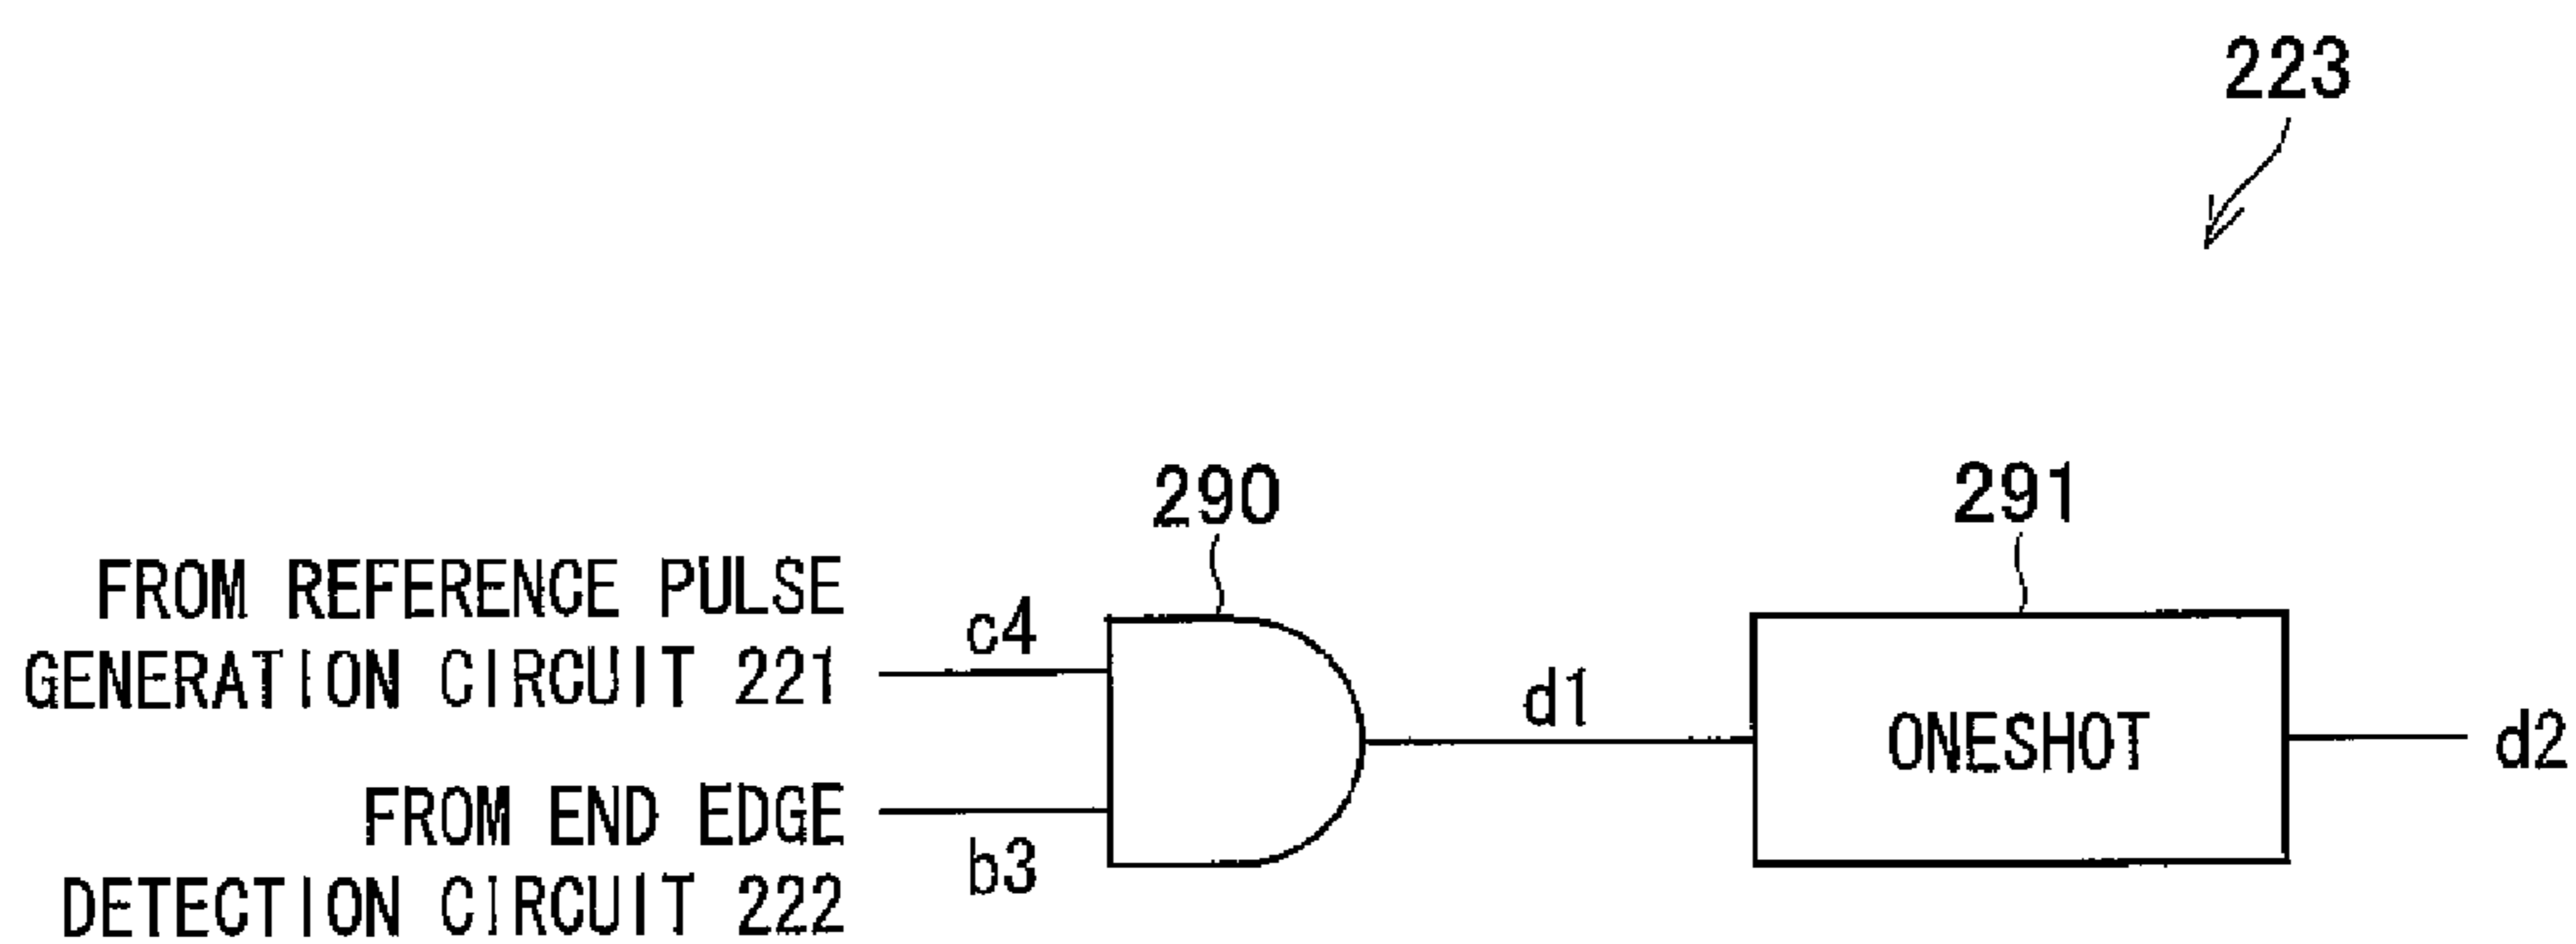 223
290
291
FROM REFERENCE PULSE
GENERATION CIRCUIT 221
c4
d1
ONESHOT
d2
FROM END EDGE
DETECTION CIRCUIT 222
b3